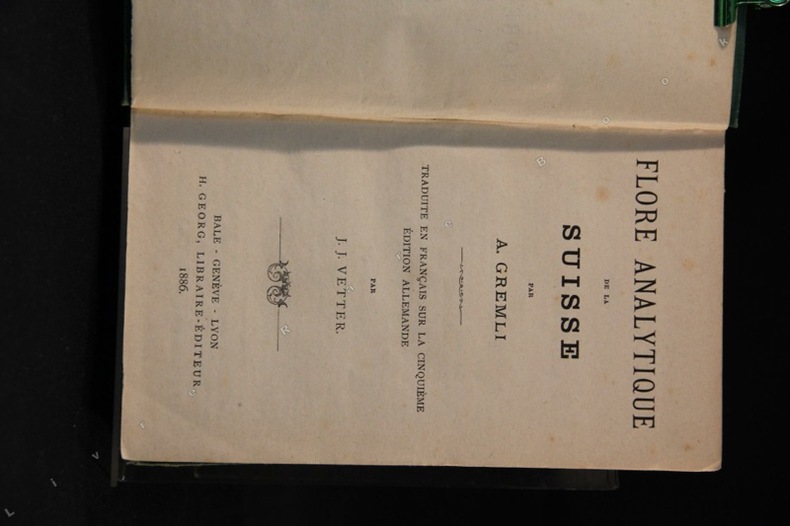 FLORE ANALYTIQUE
DE LA
SUISSE
PAR
A. GREMLI
TRADUITE EN FRANÇAIS SUR LA CINQUIÈME
ÉDITION ALLEMANDE
PAR
J. J. VETTER.
BALE - GENÈVE - LYON
H. GEORG, LIBRAIRE-ÉDITEUR
1886.